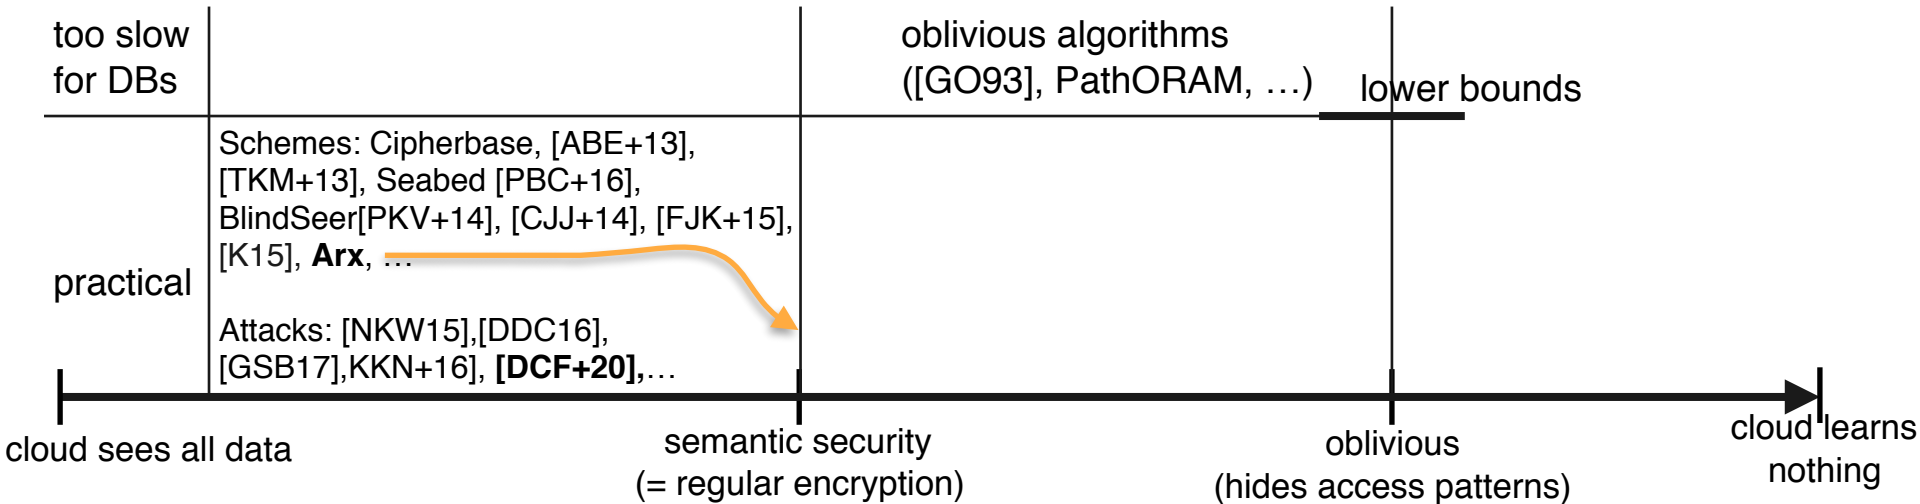 too slow
for DBs
oblivious algorithms
([GO93], PathORAM, …)
lower bounds
practical
Schemes: Cipherbase, [ABE+13],
[TKM+13], Seabed [PBC+16],
BlindSeer[PKV+14], [CJJ+14], [FJK+15],
[K15], Arx, …
Attacks: [NKW15],[DDC16],
[GSB17],KKN+16], [DCF+20],…
cloud sees all data
semantic security
(= regular encryption)
oblivious
(hides access patterns)
cloud learns
nothing